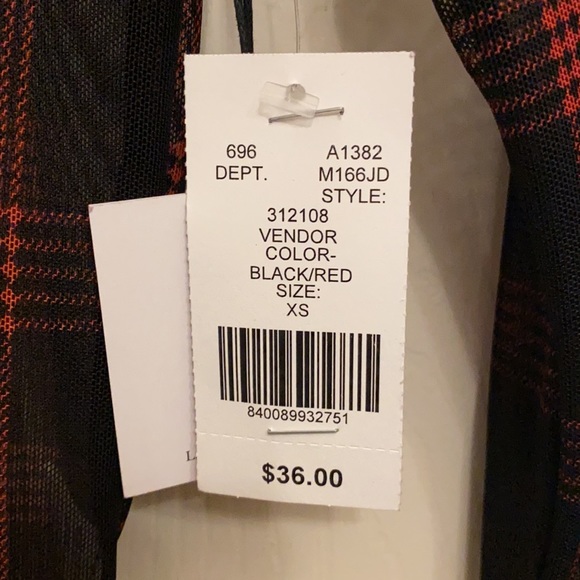 696 A1382
DEPT. M166JD
STYLE:
312108
VENDOR
COLOR-
BLACK/RED
SIZE:
XS
840089932751
$36.00
L